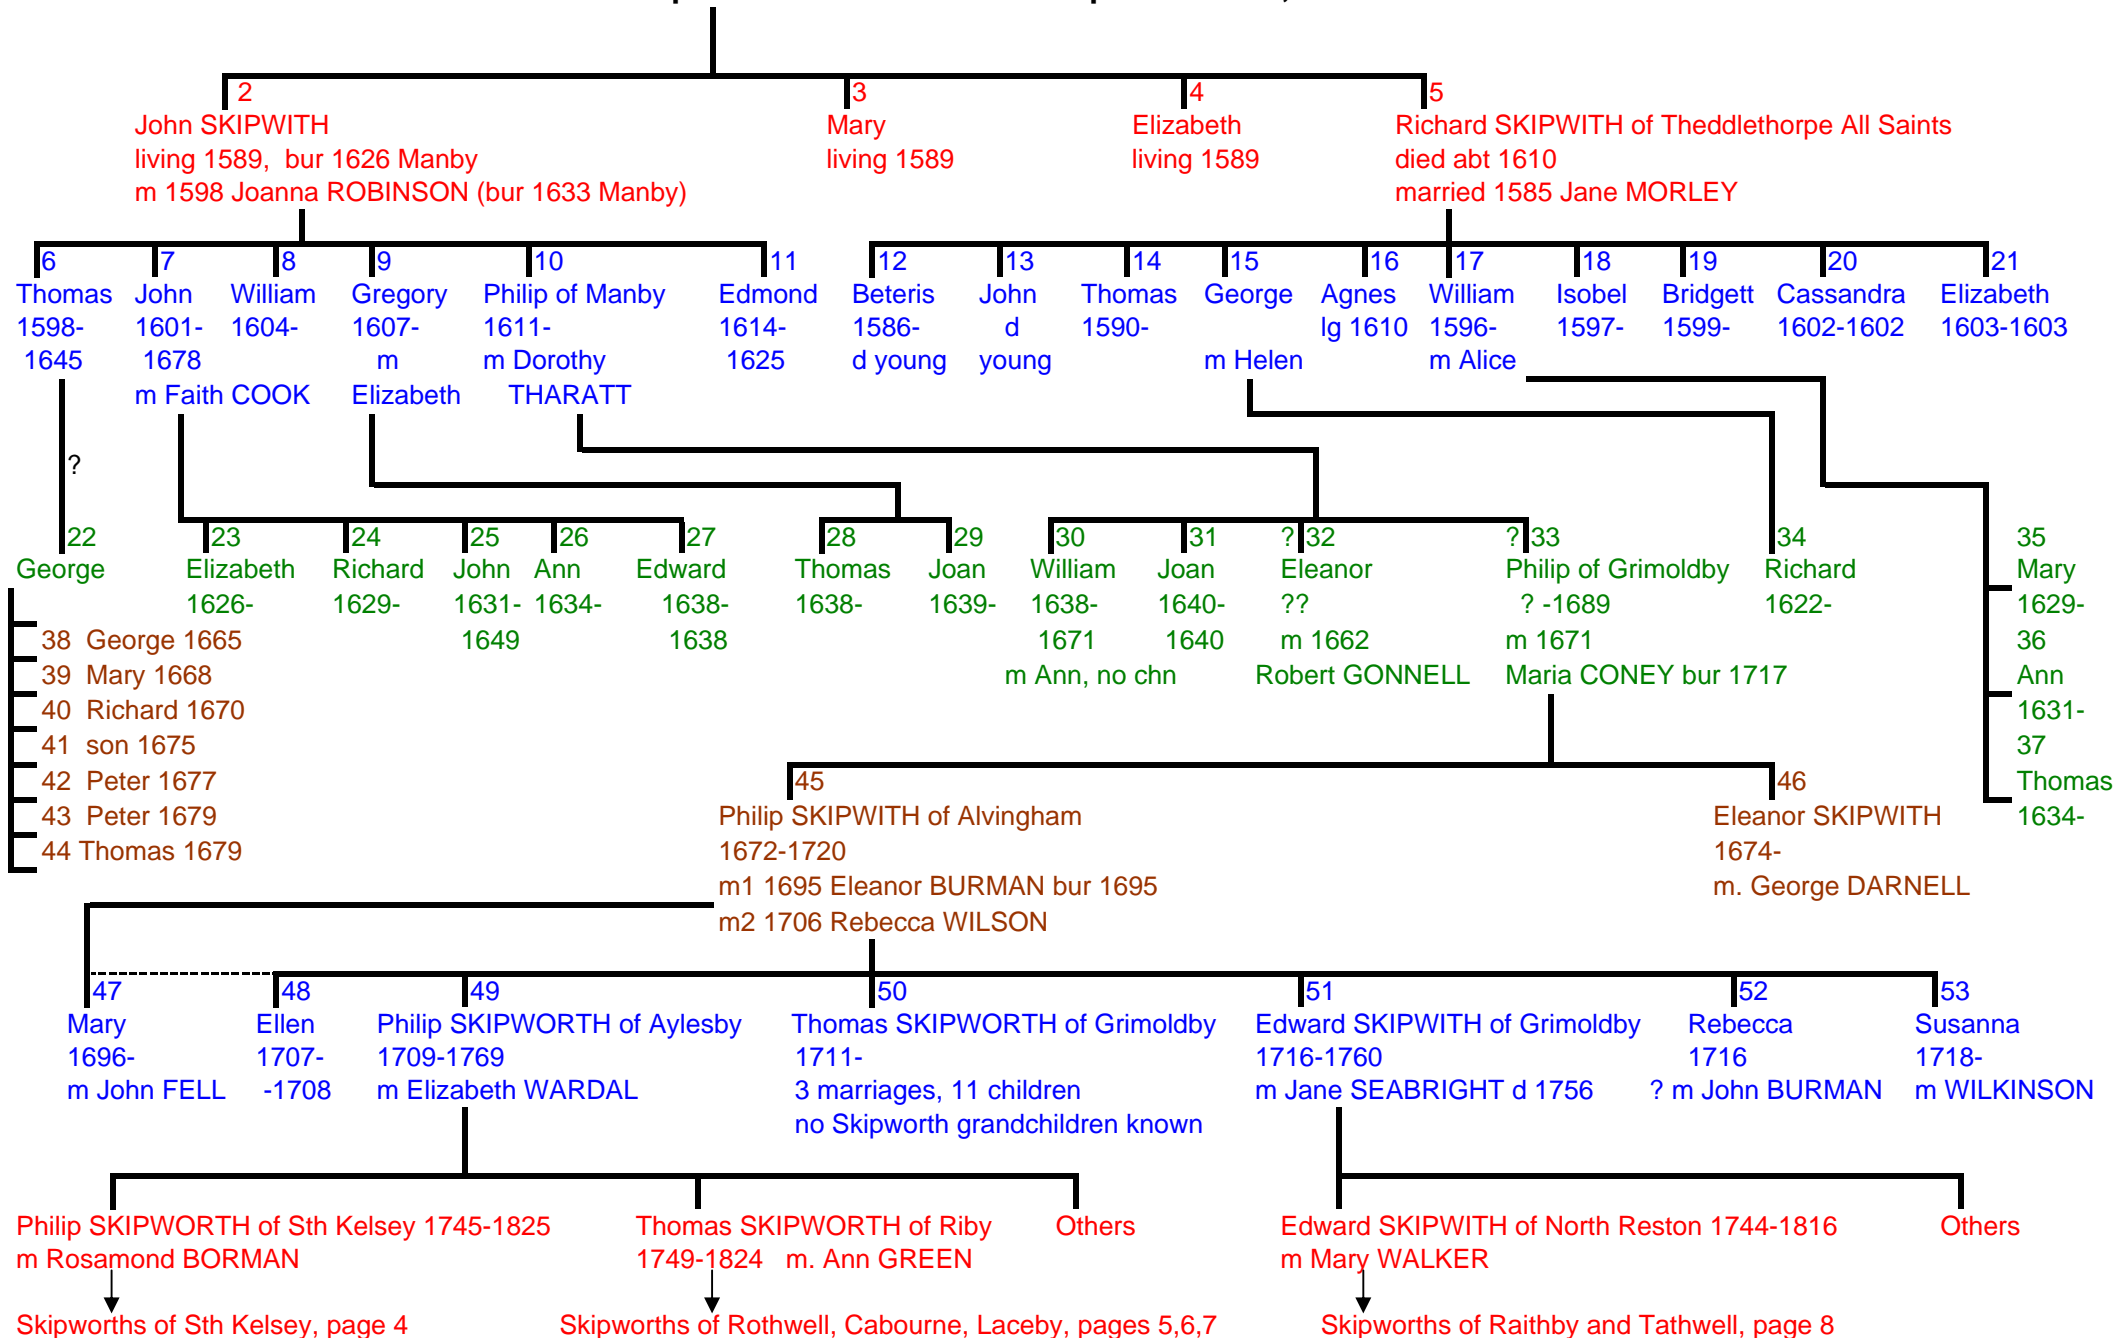 2
3
4
5
John SKIPWITH
Mary
Elizabeth
Richard SKIPWITH of Theddlethorpe All Saints
living 1589, bur 1626 Manby
living 1589
living 1589
died abt 1610
m 1598 Joanna ROBINSON (bur 1633 Manby)
married 1585 Jane MORLEY
6
Thomas
1598-
1645
7
John
1601-
1678
m Faith COOK
8
William
1604-
9
Gregory
1607-
m
Elizabeth
10
Philip of Manby
1611-
m Dorothy
THARATT
11
Edmond
1614-
1625
12
Beteris
1586-
d young
13
John
d
young
14
Thomas
1590-
15
George
m Helen
16
Agnes
lg 1610
17
William
1596-
m Alice
18
Isobel
1597-
19
Bridgett
1599-
20
Cassandra
1602-1602
21
Elizabeth
1603-1603
?
22
George
23
Elizabeth
1626-
24
Richard
1629-
25
John
1631-
1649
26
Ann
1634-
27
Edward
1638-
1638
28
Thomas
1638-
29
Joan
1639-
30
William
1638-
1671
m Ann, no chn
31
Joan
1640-
1640
? 32
Eleanor
??
m 1662
Robert GONNELL
? 33
Philip of Grimoldby
? -1689
m 1671
Maria CONEY bur 1717
34
Richard
1622-
35
Mary
1629-
36
Ann
1631-
37
Thomas
1634-
38 George 1665
39 Mary 1668
40 Richard 1670
41 son 1675
42 Peter 1677
43 Peter 1679
44 Thomas 1679
45
Philip SKIPWITH of Alvingham
1672-1720
m1 1695 Eleanor BURMAN bur 1695
m2 1706 Rebecca WILSON
46
Eleanor SKIPWITH
1674-
m. George DARNELL
47
Mary
1696-
m John FELL
48
Ellen
1707-
-1708
49
Philip SKIPWORTH of Aylesby
1709-1769
m Elizabeth WARDAL
50
Thomas SKIPWORTH of Grimoldby
1711-
3 marriages, 11 children
no Skipworth grandchildren known
51
Edward SKIPWITH of Grimoldby
1716-1760
m Jane SEABRIGHT d 1756
52
Rebecca
1716
? m John BURMAN
53
Susanna
1718-
m WILKINSON
Philip SKIPWORTH of Sth Kelsey 1745-1825
m Rosamond BORMAN
Thomas SKIPWORTH of Riby
1749-1824 m. Ann GREEN
Others
Edward SKIPWITH of North Reston 1744-1816
m Mary WALKER
Others
Skipworths of Sth Kelsey, page 4
Skipworths of Rothwell, Cabourne, Laceby, pages 5,6,7
Skipworths of Raithby and Tathwell, page 8